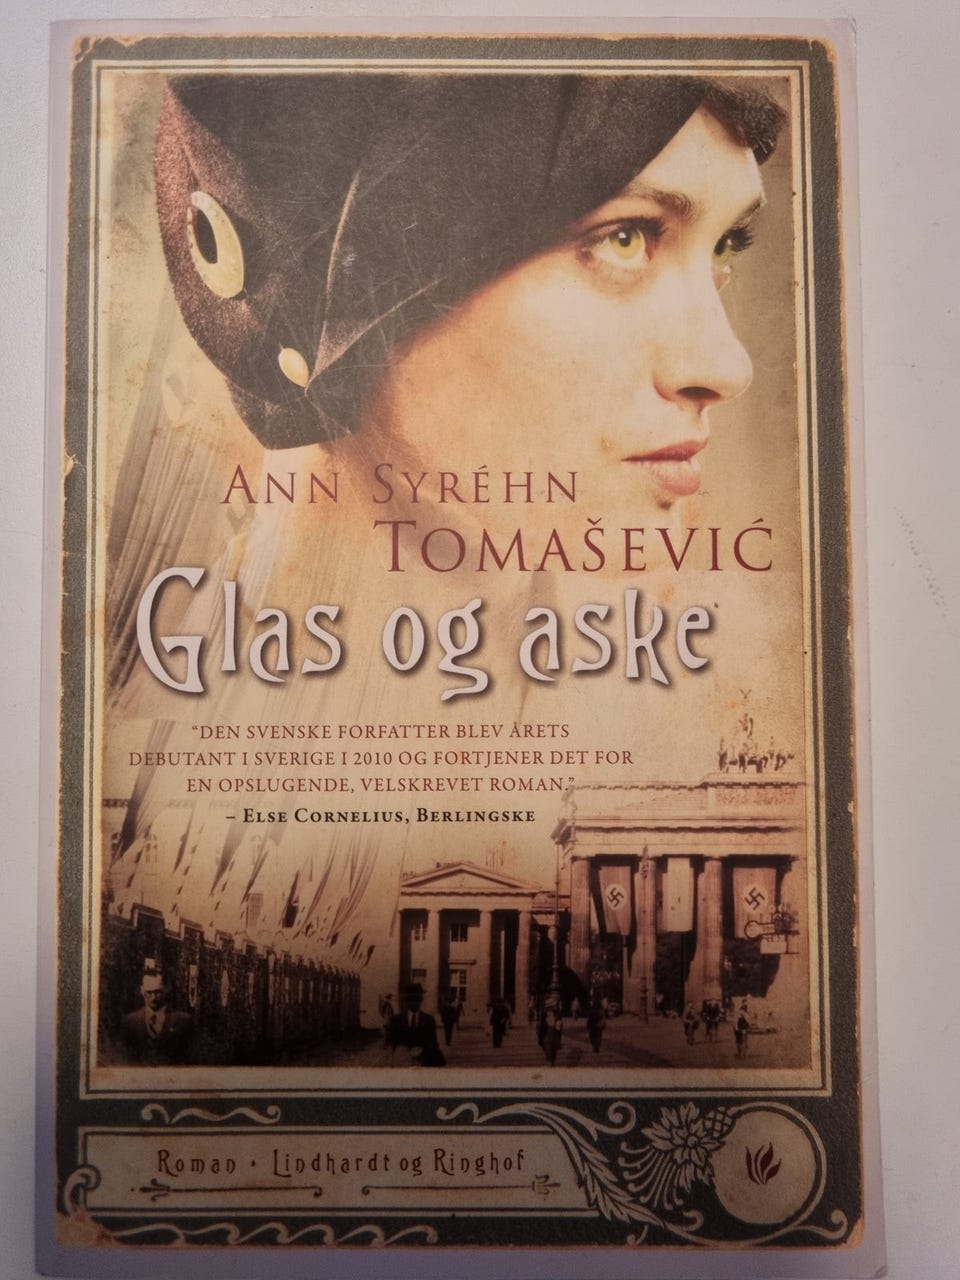 ANN SYRÉHN
TOMAŠEVIĆ
Glas og aske
“DEN SVENSKE FORFATTER BLEV ÅRETS
DEBUTANT I SVERIGE I 2010 OG FORTJENER DET FOR
EN OPSLUGENDE, VELSKREVET ROMAN.”
– ELSE CORNELIUS, BERLINGSKE
Roman · Lindhardt og Ringhof